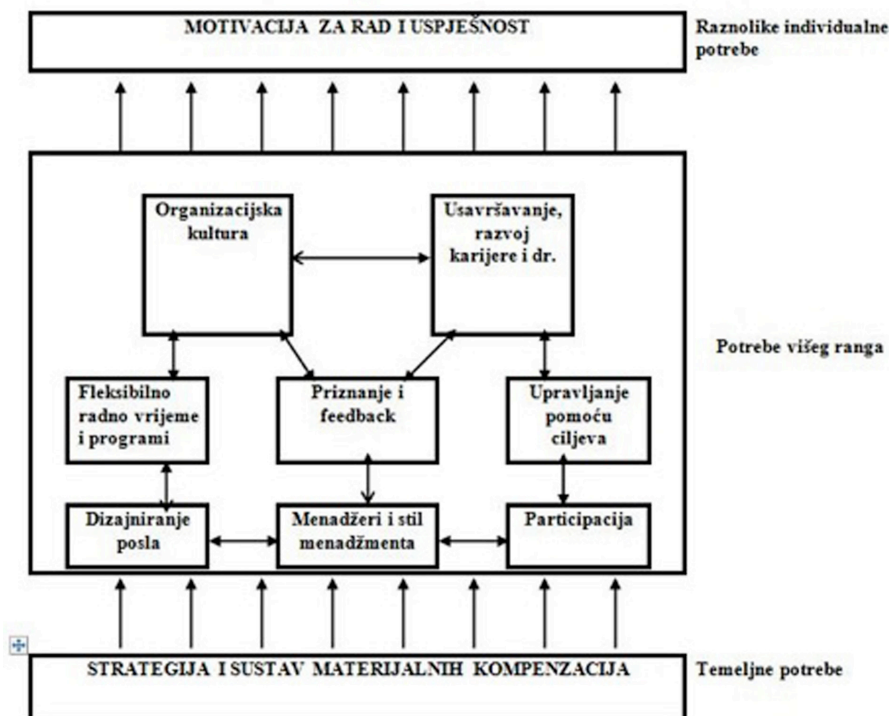 MOTIVACIJA ZA RAD I USPJEŠNOST
Raznolike individualne
potrebe
Organizacijska
kultura
Usavršavanje,
razvoj
karijere i dr.
Potrebe višeg ranga
Fleksibilno
radno vrijeme
i programi
Priznanje i
feedback
Upravljanje
pomoću
ciljeva
Dizajniranje
posla
Menadžeri i stil
menadžmenta
Participacija
STRATEGIJA I SUSTAV MATERIJALNIH KOMPENZACIJA
Temeljne potrebe